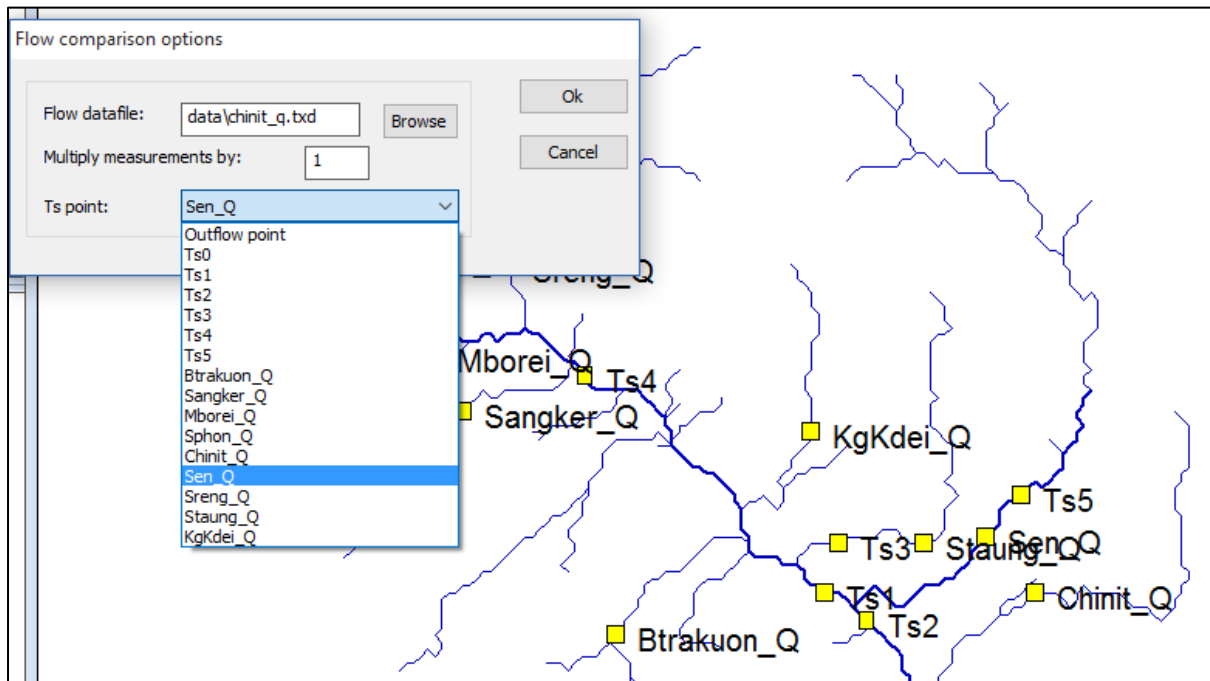 Flow comparison options
Flow datafile: data\chinit_q.txd Browse
Ok
Multiply measurements by: 1
Cancel
Ts point: Sen_Q
Outflow point
Ts0
Ts1
Ts2
Ts3
Ts4
Ts5
Btrakuon_Q
Sangker_Q
Mborei_Q
Sphon_Q
Chinit_Q
Sen_Q
Sreng_Q
Staung_Q
KgKdei_Q
Sreng_Q
Mborei_Q
Ts4
Sangker_Q
KgKdei_Q
Ts5
Ts3
Staung_Q
Sen_Q
Ts1
Chinit_Q
Ts2
Btrakuon_Q